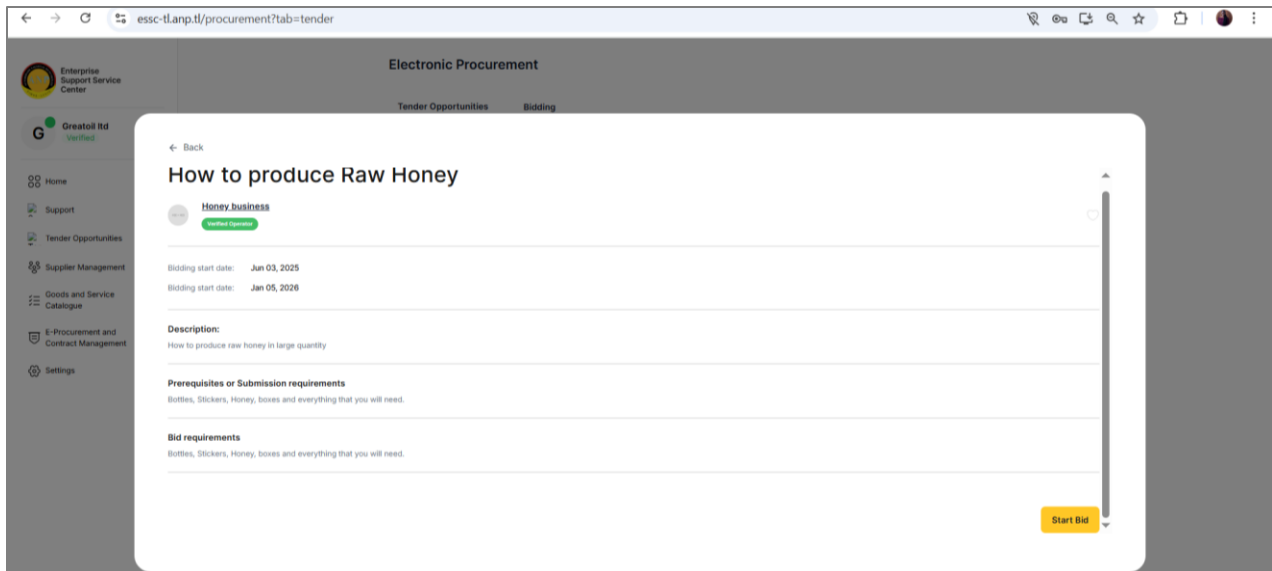 essc-tl.anp.tl/procurement?tab=tender
Enterprise
Support Service
Center
Electronic Procurement
Tender Opportunities Bidding
G
Greatoil ltd
Verified
Home
Support
Tender Opportunities
Supplier Management
Goods and Service
Catalogue
E-Procurement and
Contract Management
Settings
← Back
How to produce Raw Honey
Honey business
Verified Operator
Bidding start date: Jun 03, 2025
Bidding start date: Jan 05, 2026
Description:
How to produce raw honey in large quantity
Prerequisites or Submission requirements
Bottles, Stickers, Honey, boxes and everything that you will need.
Bid requirements
Bottles, Stickers, Honey, boxes and everything that you will need.
Start Bid